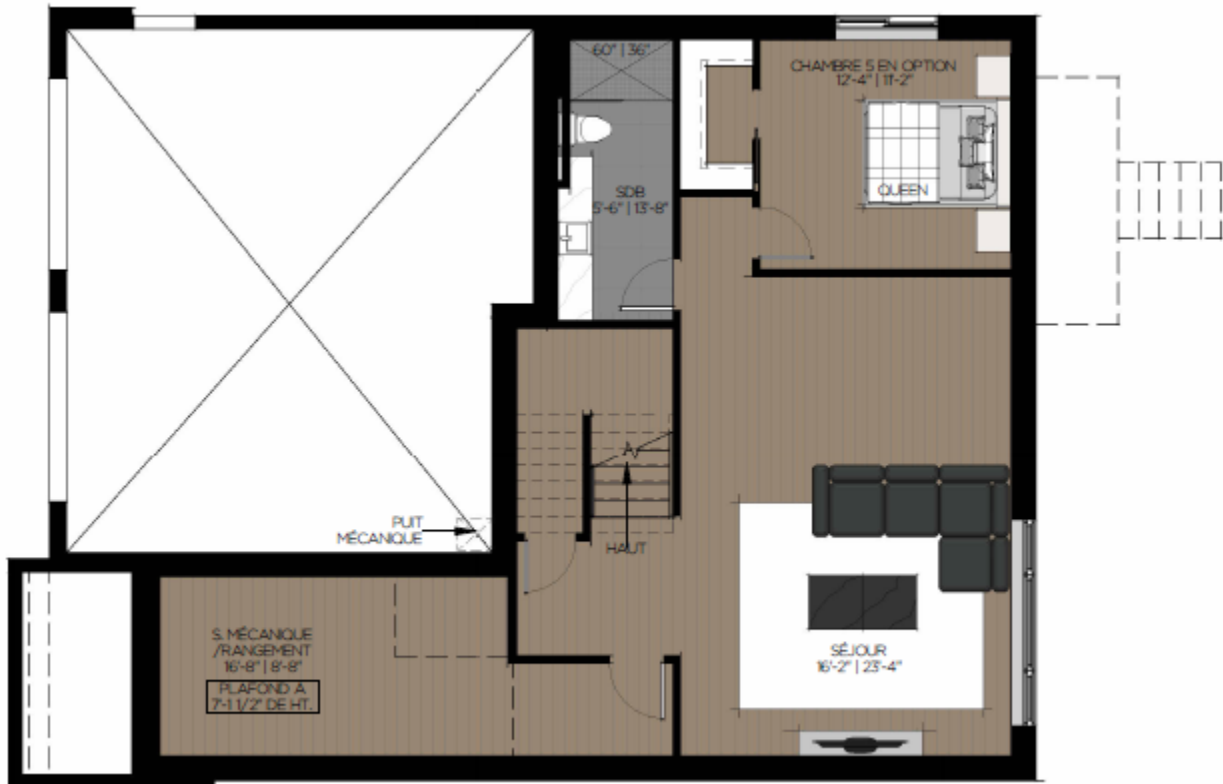 60" | 36"
CHAMBRE 5 EN OPTION
12'-4" | 11'-2"
QUEEN
SDB
5'-6" | 13'-8"
PUIT
MÉCANIQUE
HAUT
S. MÉCANIQUE
/RANGEMENT
16'-8" | 8'-8"
PLAFOND A
7'-1 1/2" DE HT.
SÉJOUR
16'-2" | 23'-4"